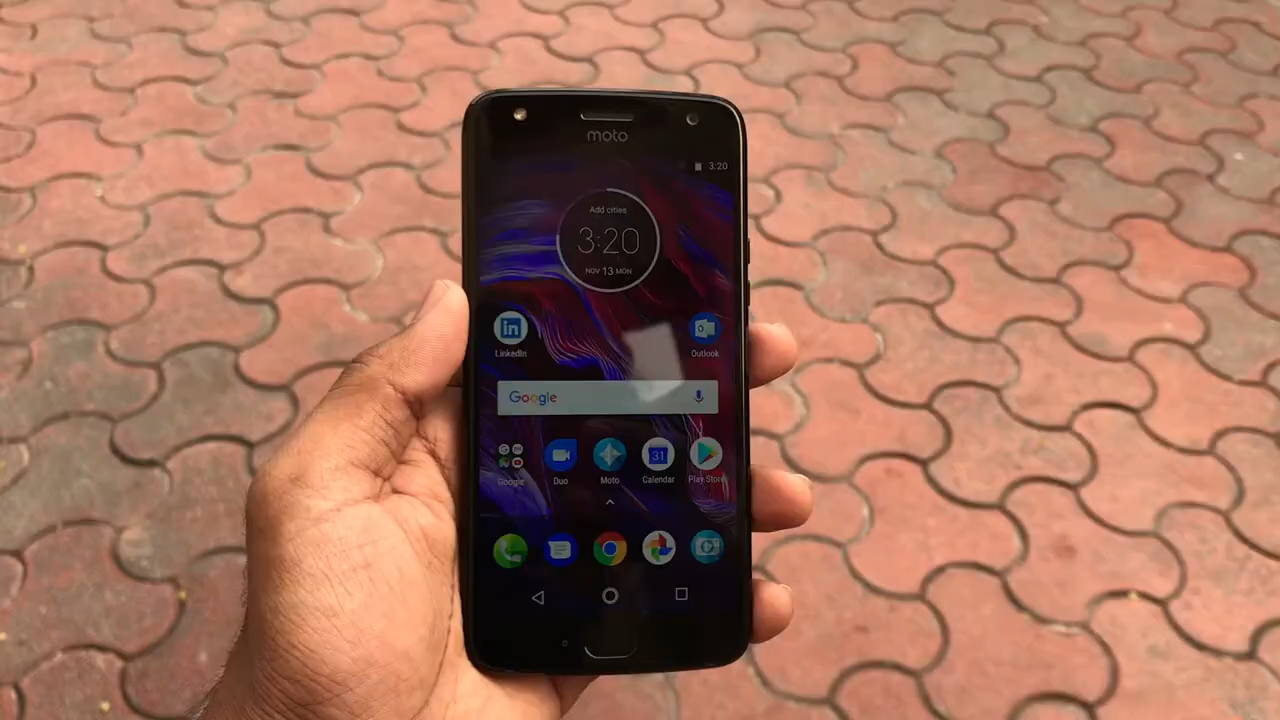 moto
3:20
Add cities
3:20
NOV 13 MON
LinkedIn
Outlook
Google
Google
Duo
Moto
Calendar
Play Store
31
in